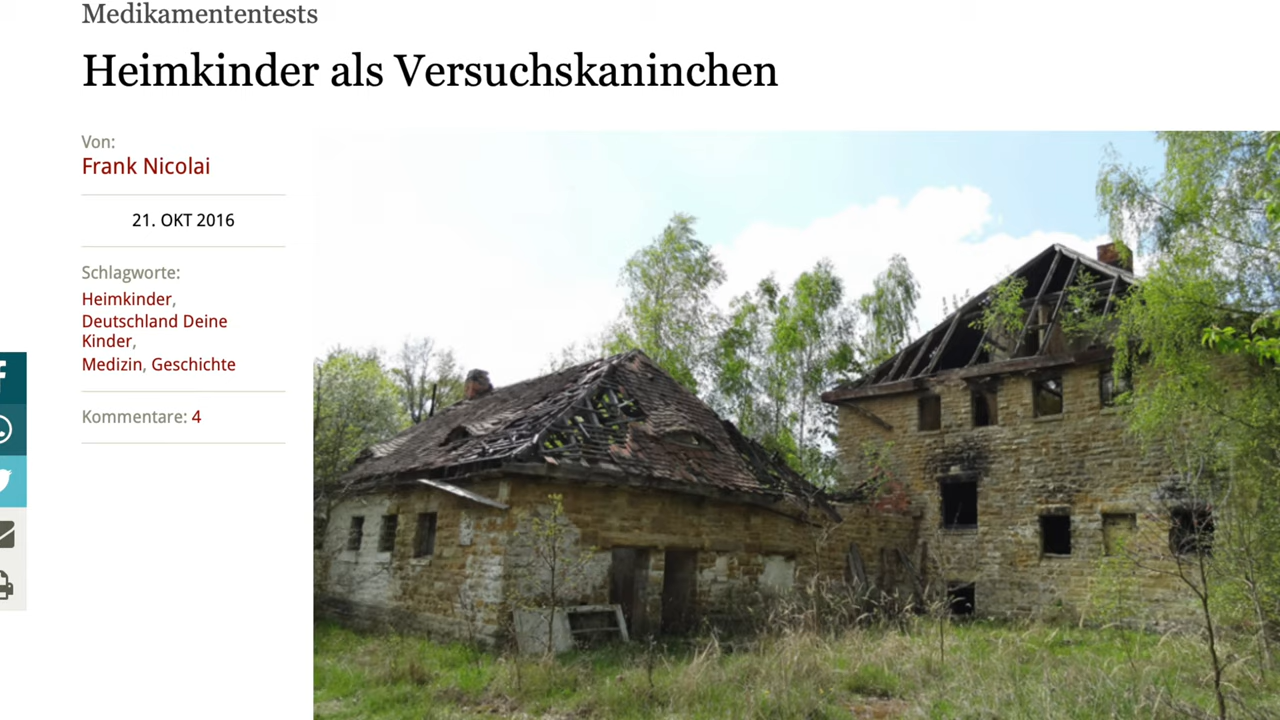 Medikamententests
Heimkinder als Versuchskaninchen
Von:
Frank Nicolai
21. OKT 2016
Schlagworte:
Heimkinder,
Deutschland Deine
Kinder,
Medizin, Geschichte
Kommentare: 4